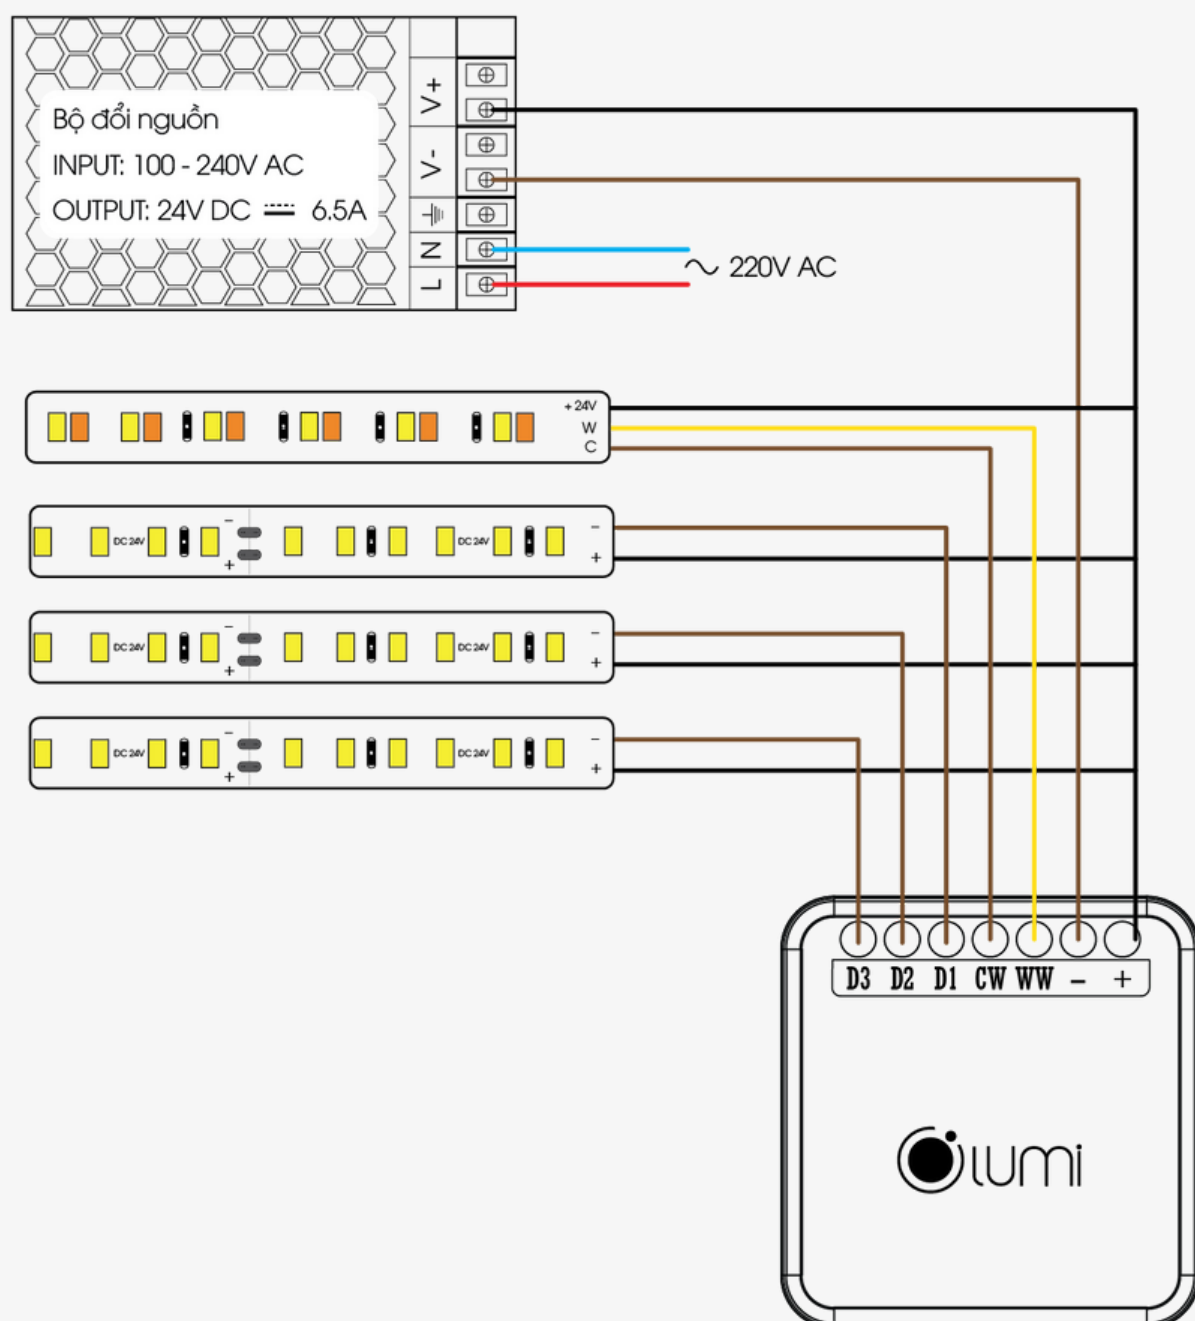 Bộ đổi nguồn
INPUT: 100 - 240V AC
OUTPUT: 24V DC 6.5A
V+
V-
N
L
220V AC
+24V
W
C
- -
DC 24V DC 24V
+ +
- -
DC 24V DC 24V
+ +
- -
DC 24V DC 24V
+ +
D3 D2 D1 CW WW - +
lumi